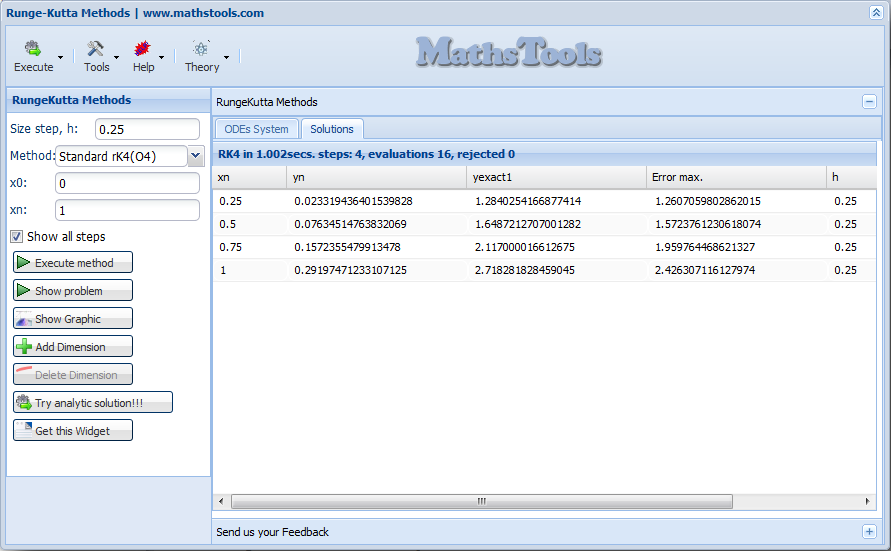 Runge-Kutta Methods | www.mathstools.com
Execute Tools Help Theory
MathsTools
RungeKutta Methods
Size step, h: 0.25
Method: Standard rK4(O4)
x0: 0
xn: 1
Show all steps
Execute method
Show problem
Show Graphic
Add Dimension
Delete Dimension
Try analytic solution!!!
Get this Widget
RungeKutta Methods
ODEs System Solutions
RK4 in 1.002secs. steps: 4, evaluations 16, rejected 0
xn yn yexact1 Error max. h
0.25 0.023319436401539828 1.2840254166877414 1.2607059802862015 0.25
0.5 0.07634514763832069 1.6487212707001282 1.5723761230618074 0.25
0.75 0.1572355479913478 2.117000016612675 1.959764468621327 0.25
1 0.29197471233107125 2.718281828459045 2.426307116127974 0.25
Send us your Feedback